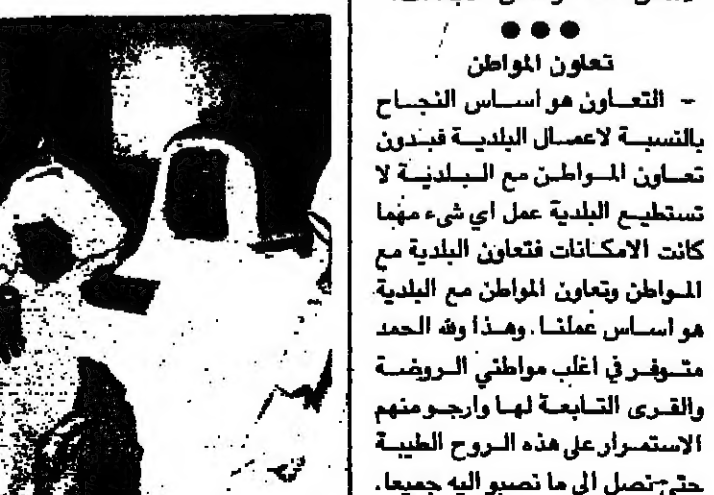 ●●●
تعاون المواطن
- التعاون هو اساس النجاح
بالنسبة لاعمال البلدية فبدون
تعاون المواطن مع البلدية لا
تستطيع البلدية عمل اي شيء مهما
كانت الامكانات فتعاون البلدية مع
المواطن وتعاون المواطن مع البلدية
هو اساس عملنا. وهذا ولله الحمد
متوفر في اغلب مواطني الروضة
والقرى التابعة لها وارجو منهم
الاستمرار على هذه الروح الطيبة
حتى نصل الى ما نصبو اليه جميعا.